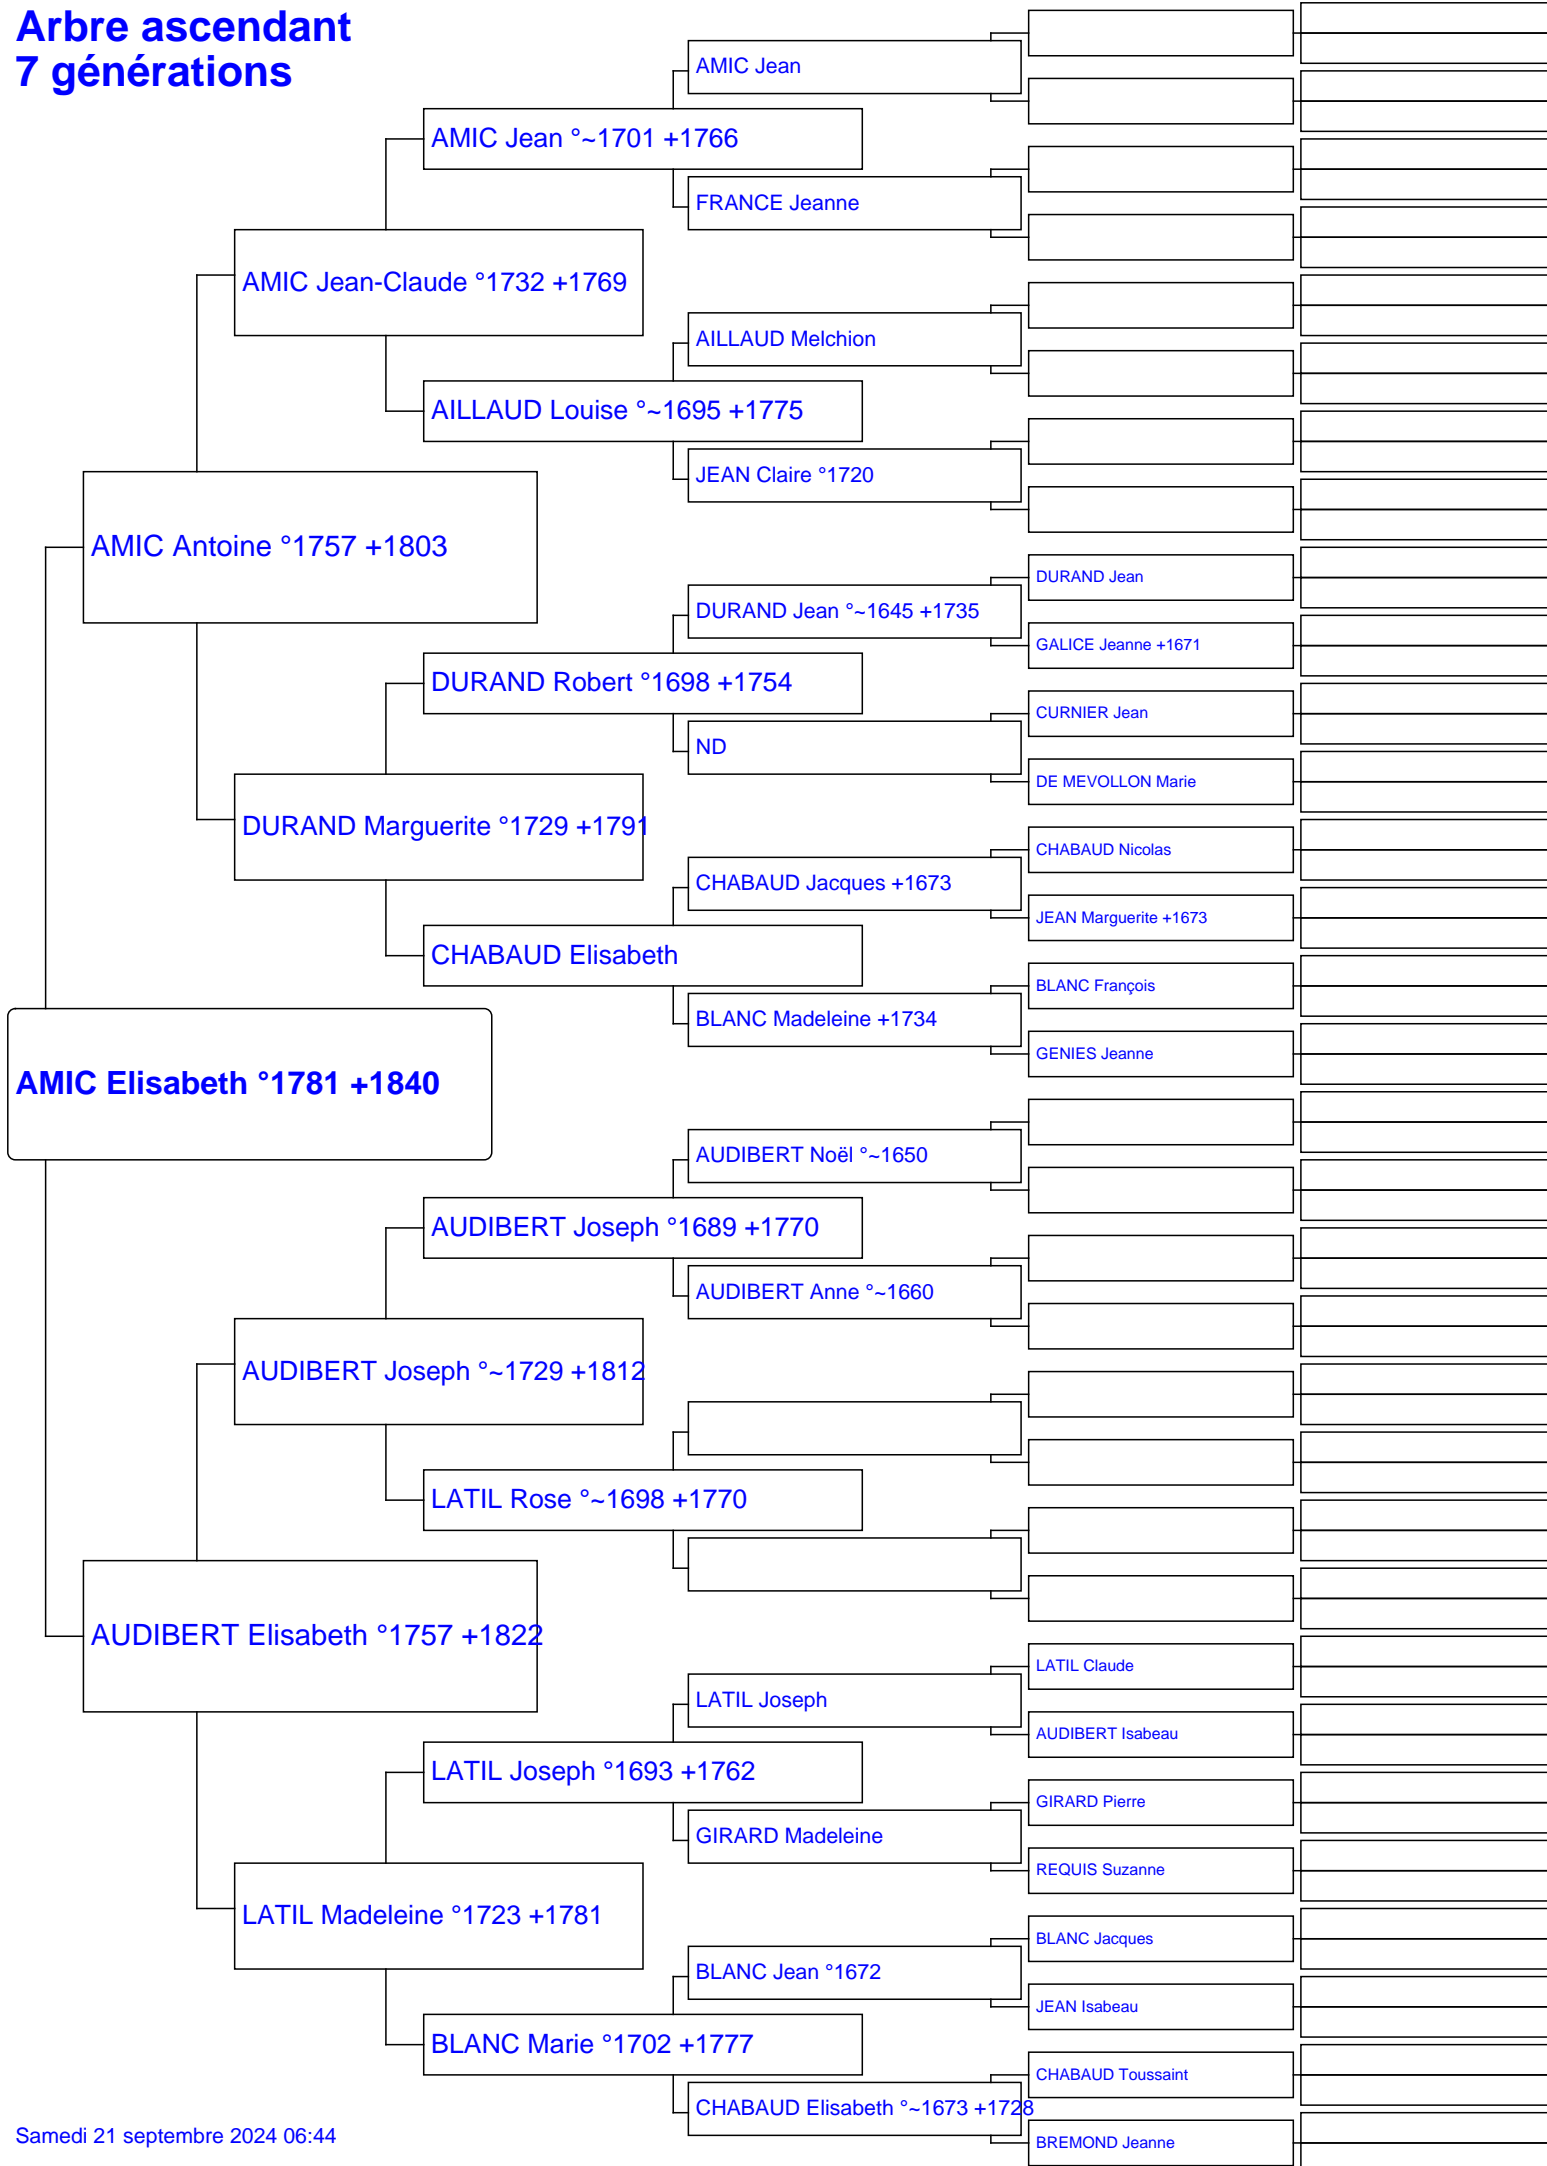 Arbre ascendant
7 générations
AMIC Jean
AMIC Jean °~1701 +1766
FRANCE Jeanne
AMIC Jean-Claude °1732 +1769
AILLAUD Melchion
AILLAUD Louise °~1695 +1775
JEAN Claire °1720
AMIC Antoine °1757 +1803
DURAND Jean
DURAND Jean °~1645 +1735
GALICE Jeanne +1671
DURAND Robert °1698 +1754
CURNIER Jean
ND
DE MEVOLLON Marie
DURAND Marguerite °1729 +1791
CHABAUD Nicolas
CHABAUD Jacques +1673
JEAN Marguerite +1673
CHABAUD Elisabeth
BLANC François
BLANC Madeleine +1734
GENIES Jeanne
AMIC Elisabeth °1781 +1840
AUDIBERT Noël °~1650
AUDIBERT Joseph °1689 +1770
AUDIBERT Anne °~1660
AUDIBERT Joseph °~1729 +1812
LATIL Rose °~1698 +1770
AUDIBERT Elisabeth °1757 +1822
LATIL Claude
LATIL Joseph
AUDIBERT Isabeau
LATIL Joseph °1693 +1762
GIRARD Pierre
GIRARD Madeleine
REQUIS Suzanne
LATIL Madeleine °1723 +1781
BLANC Jacques
BLANC Jean °1672
JEAN Isabeau
BLANC Marie °1702 +1777
CHABAUD Toussaint
CHABAUD Elisabeth °~1673 +1728
BREMOND Jeanne
Samedi 21 septembre 2024 06:44